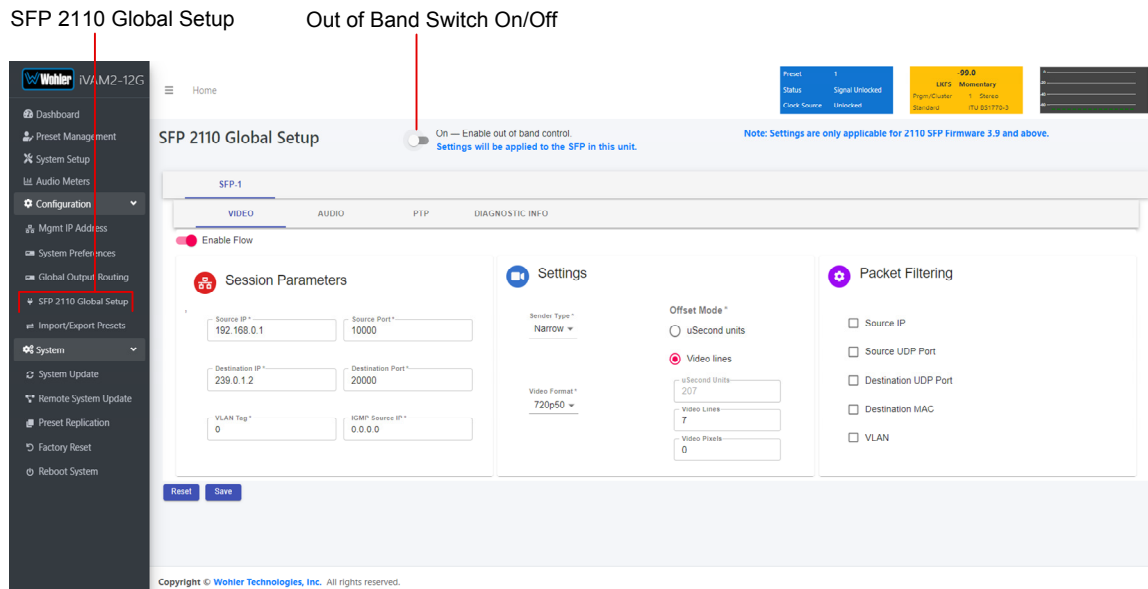 SFP 2110 Global Setup
Out of Band Switch On/Off
Wohler iVAM2-12G
Home
Preset 1
Status Signal Unlocked
Clock Source Unlocked
-99.0
LKFS Momentary
Prgm/Cluster 1 Stereo
Standard ITU BS1770-3
Dashboard
Preset Management
System Setup
Audio Meters
Configuration
Mgmt IP Address
System Preferences
Global Output Routing
SFP 2110 Global Setup
Import/Export Presets
System
System Update
Remote System Update
Preset Replication
Factory Reset
Reboot System
SFP 2110 Global Setup
On — Enable out of band control.
Settings will be applied to the SFP in this unit.
Note: Settings are only applicable for 2110 SFP Firmware 3.9 and above.
SFP-1
VIDEO AUDIO PTP DIAGNOSTIC INFO
Enable Flow
Session Parameters
Source IP *
192.168.0.1
Source Port *
10000
Destination IP *
239.0.1.2
Destination Port *
20000
VLAN Tag *
0
IGMP Source IP *
0.0.0.0
Settings
Sender Type *
Narrow
Video Format *
720p50
Offset Mode *
uSecond units
Video lines
uSecond Units
207
Video Lines
7
Video Pixels
0
Packet Filtering
Source IP
Source UDP Port
Destination UDP Port
Destination MAC
VLAN
Reset Save
Copyright © Wohler Technologies, Inc. All rights reserved.